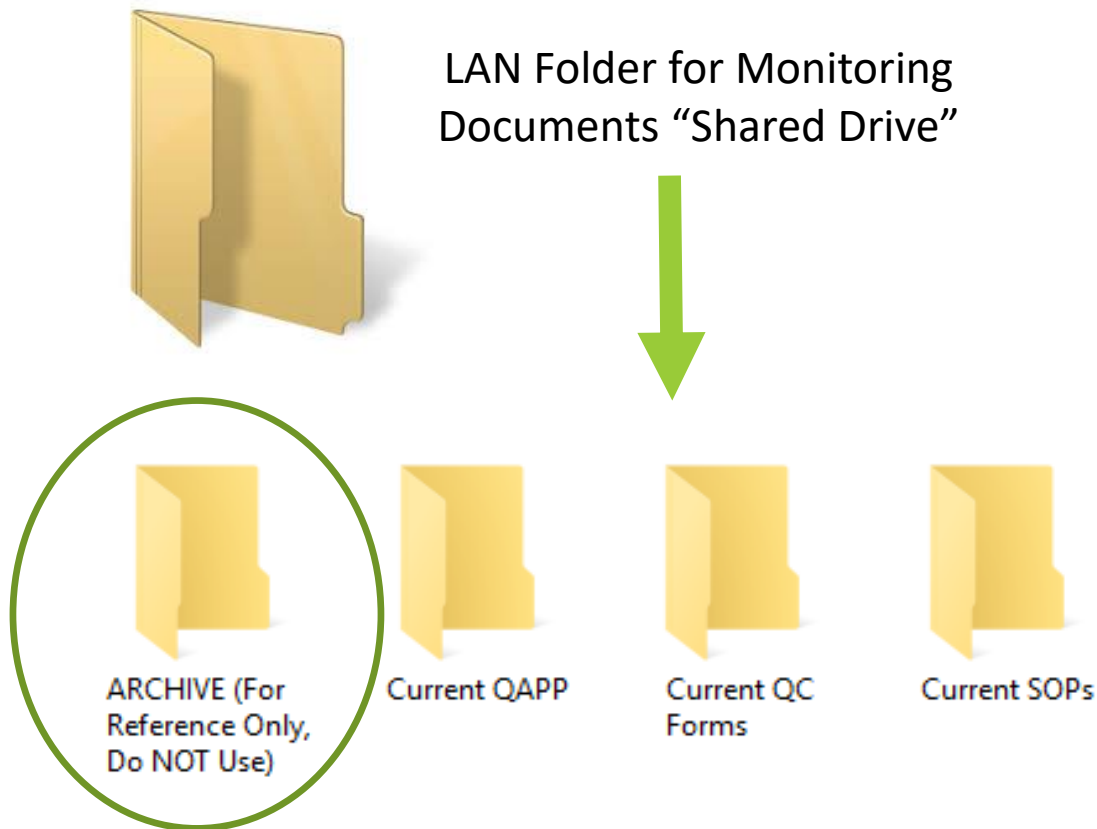 LAN Folder for Monitoring
Documents “Shared Drive”
ARCHIVE (For
Reference Only,
Do NOT Use)
Current QAPP
Current QC
Forms
Current SOPs